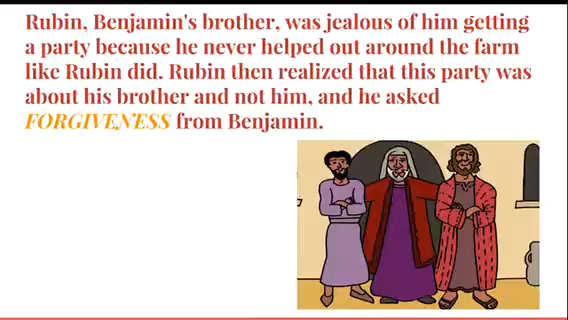 Rubin, Benjamin's brother, was jealous of him getting
a party because he never helped out around the farm
like Rubin did. Rubin then realized that this party was
about his brother and not him, and he asked
FORGIVENESS from Benjamin.